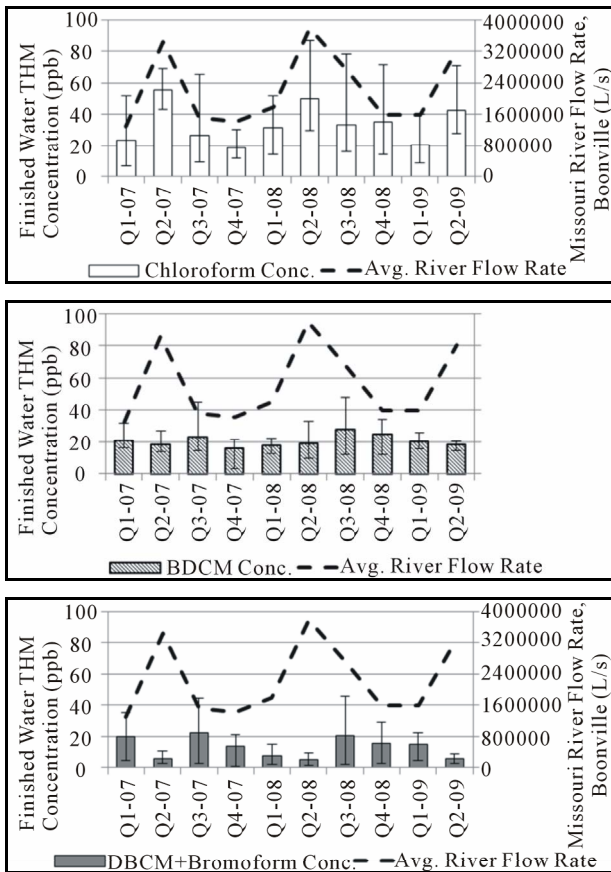 Finished Water THM
Concentration (ppb)
100
80
60
40
20
0
4000000
3200000
2400000
1600000
800000
0
Missouri River Flow Rate,
Boonville (L/s)
Q1-07
Q2-07
Q3-07
Q4-07
Q1-08
Q2-08
Q3-08
Q4-08
Q1-09
Q2-09
Chloroform Conc. Avg. River Flow Rate
Finished Water THM
Concentration (ppb)
100
80
60
40
20
0
Q1-07
Q2-07
Q3-07
Q4-07
Q1-08
Q2-08
Q3-08
Q4-08
Q1-09
Q2-09
BDCM Conc. Avg. River Flow Rate
Finished Water THM
Concentration (ppb)
100
80
60
40
20
0
4000000
3200000
2400000
1600000
800000
0
Missouri River Flow Rate,
Boonville (L/s)
Q1-07
Q2-07
Q3-07
Q4-07
Q1-08
Q2-08
Q3-08
Q4-08
Q1-09
Q2-09
DBCM+Bromoform Conc. Avg. River Flow Rate